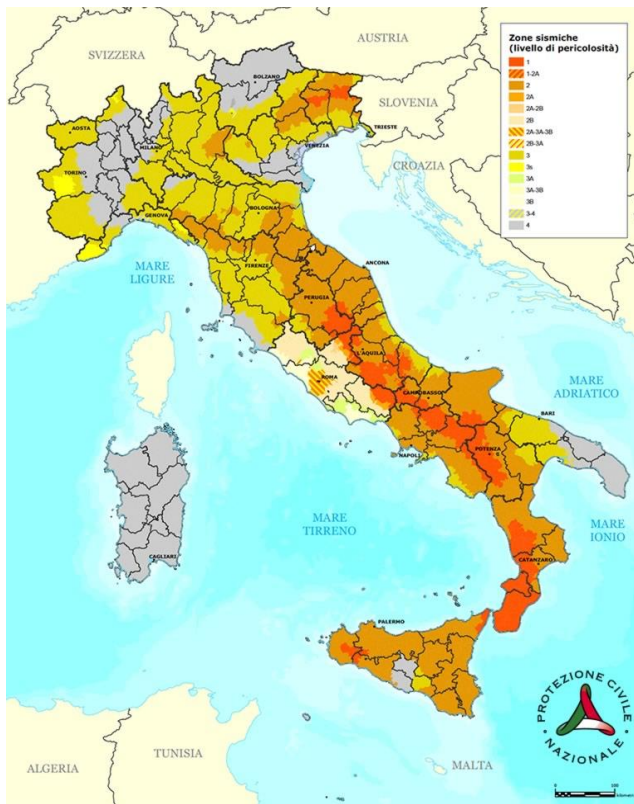 Zone sismiche
(livello di pericolosità)
1
1-2A
2
2A
2A-2B
2B
2A-3A-3B
2B-3A
3
3s
3A
3A-3B
3B
3-4
4
AUSTRIA
SVIZZERA
BOLZANO
SLOVENIA
AOSTA
TRIESTE
MILANO
VENEZIA
TORINO
CROAZIA
BOLOGNA
GENOVA
FIRENZE
ANCONA
MARE
LIGURE
PERUGIA
L'AQUILA
ROMA
CAMPOBASSO
MARE
ADRIATICO
BARI
NAPOLI
POTENZA
MARE
TIRRENO
MARE
IONIO
CAGLIARI
CATANZARO
PALERMO
PROTEZIONE CIVILE
NAZIONALE
TUNISIA
ALGERIA
MALTA